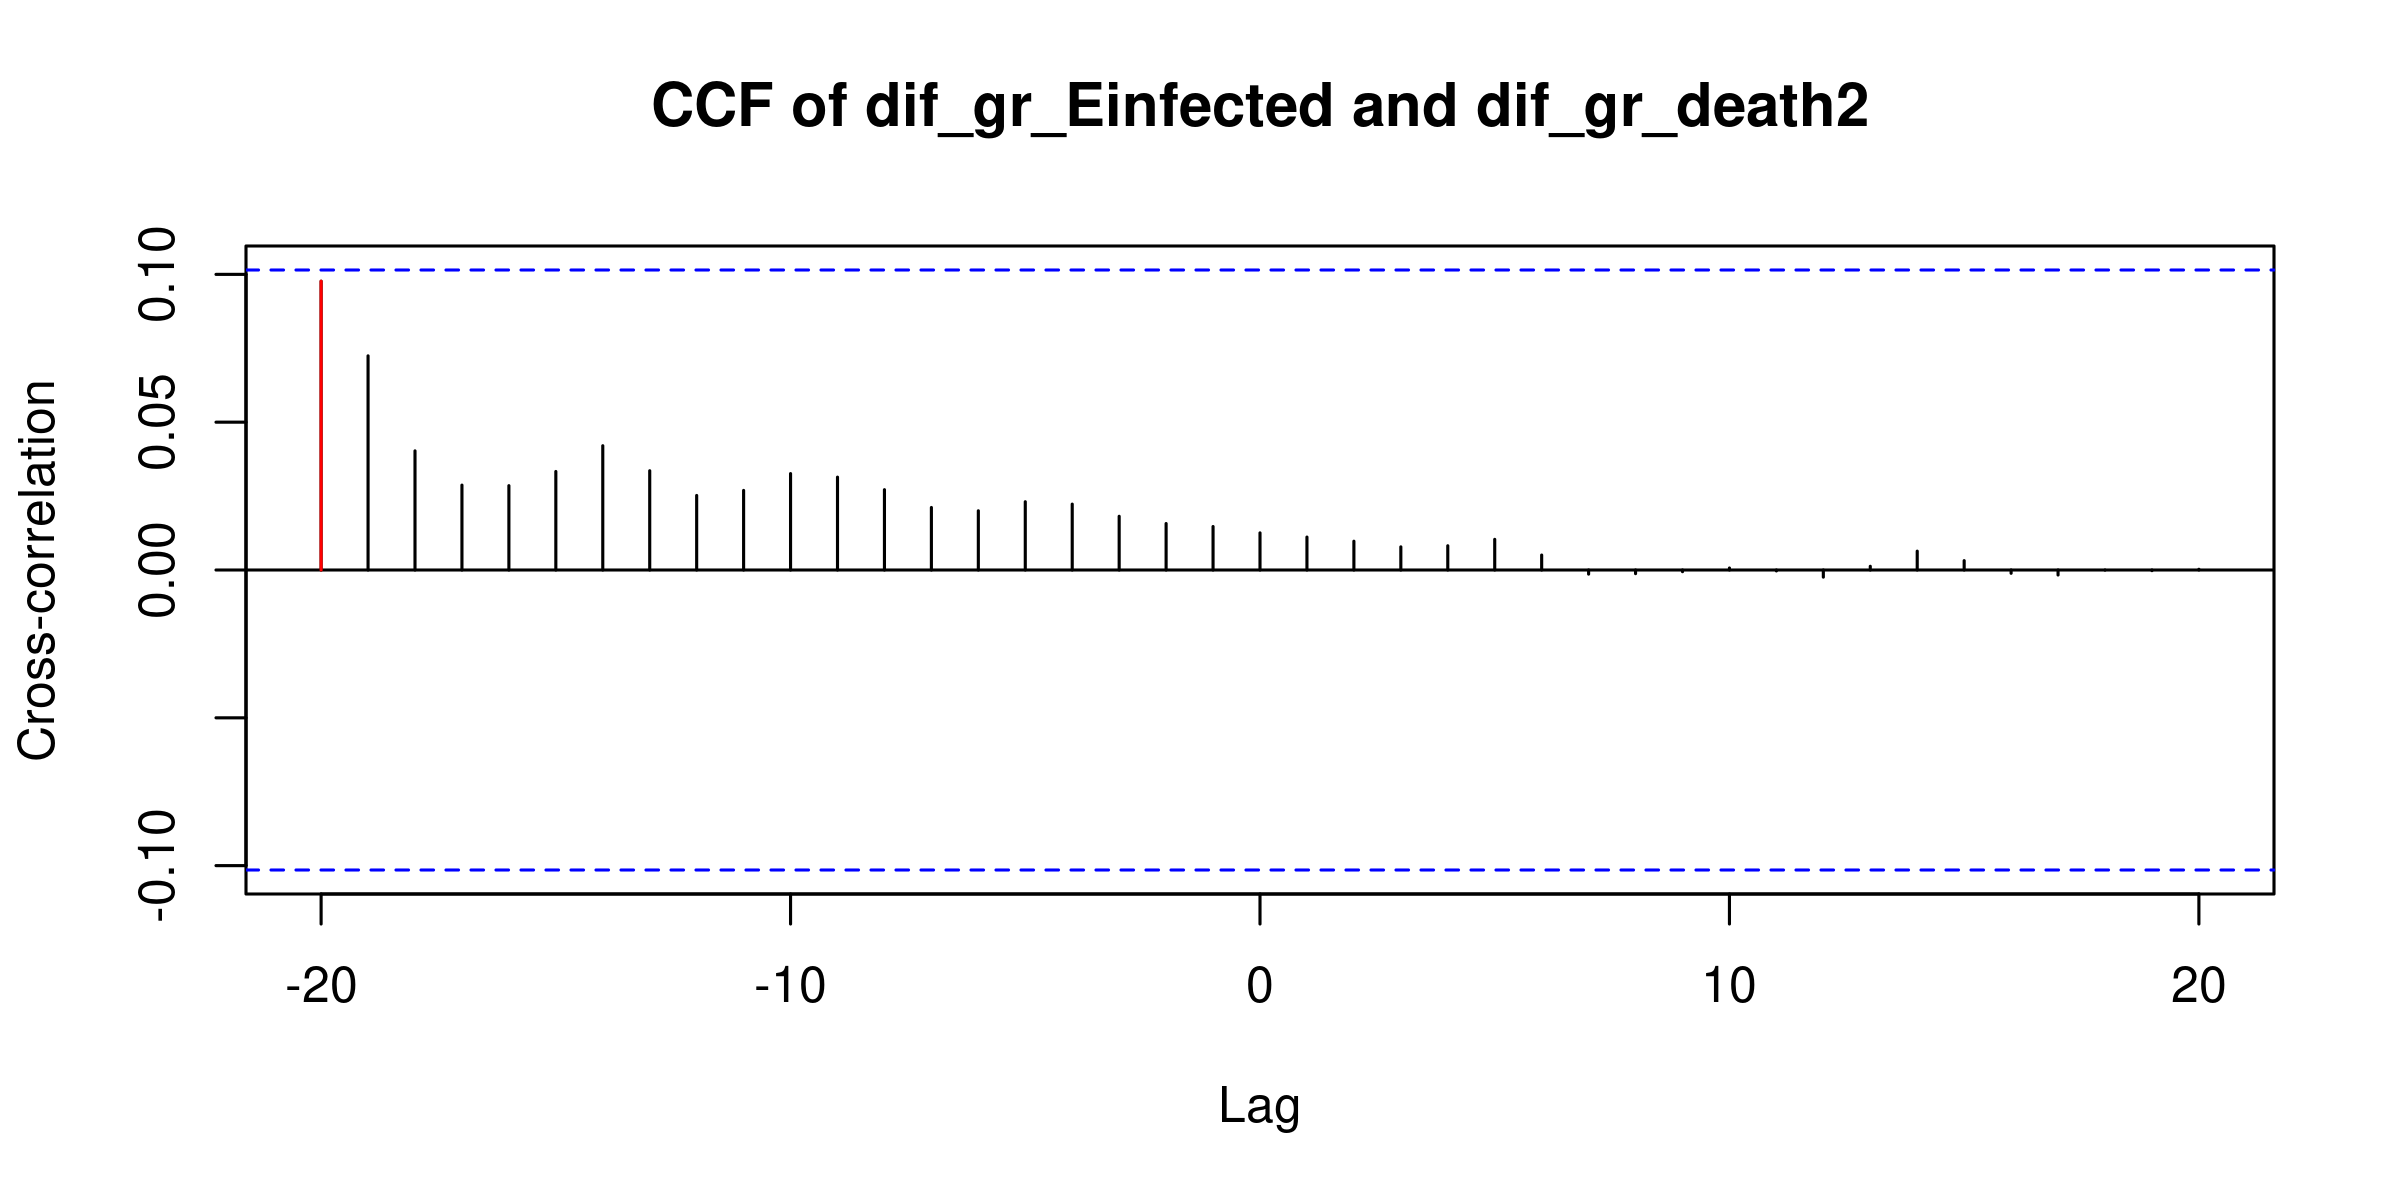 CCF of dif_gr_Einfected and dif_gr_death2
Cross-correlation
0.10
0.05
0.00
-0.10
-20 -10 0 10 20
Lag